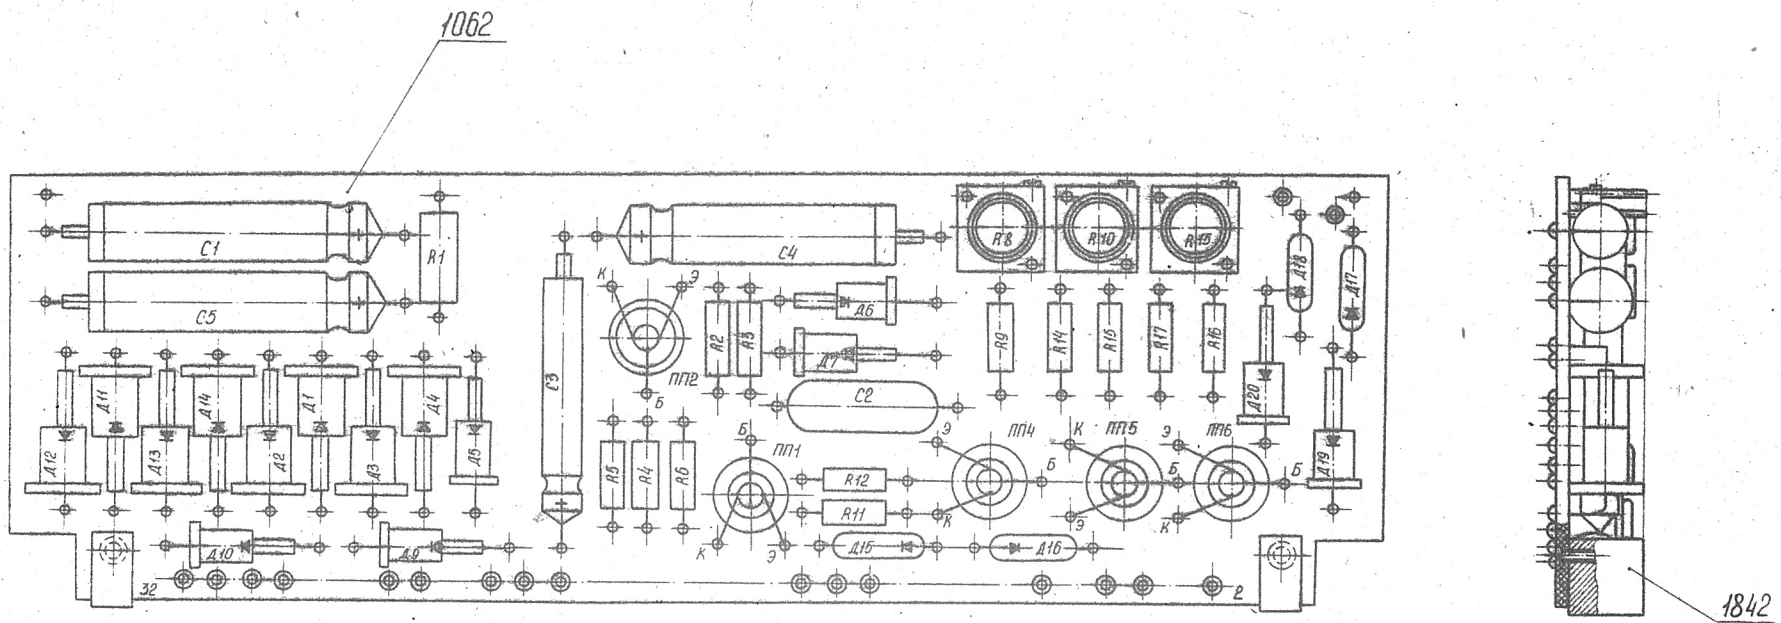 1062
C1
R1
C5
C4
R8
R10
R13
Д18
Д17
К
Э
R2
R3
Д6
Д7
R9
R14
R15
R17
R16
C3
ПП2
Б
C2
Д20
Д12
Д11
Д13
Д14
Д2
Д1
Д3
Д4
Д5
R5
R4
R6
Б
ПП1
К
Э
R12
R11
Э
ПП4
Б
К
К
ПП5
Б
Э
Э
ПП6
Б
К
Д19
Д10
Д9
Д15
Д16
32
2
1842